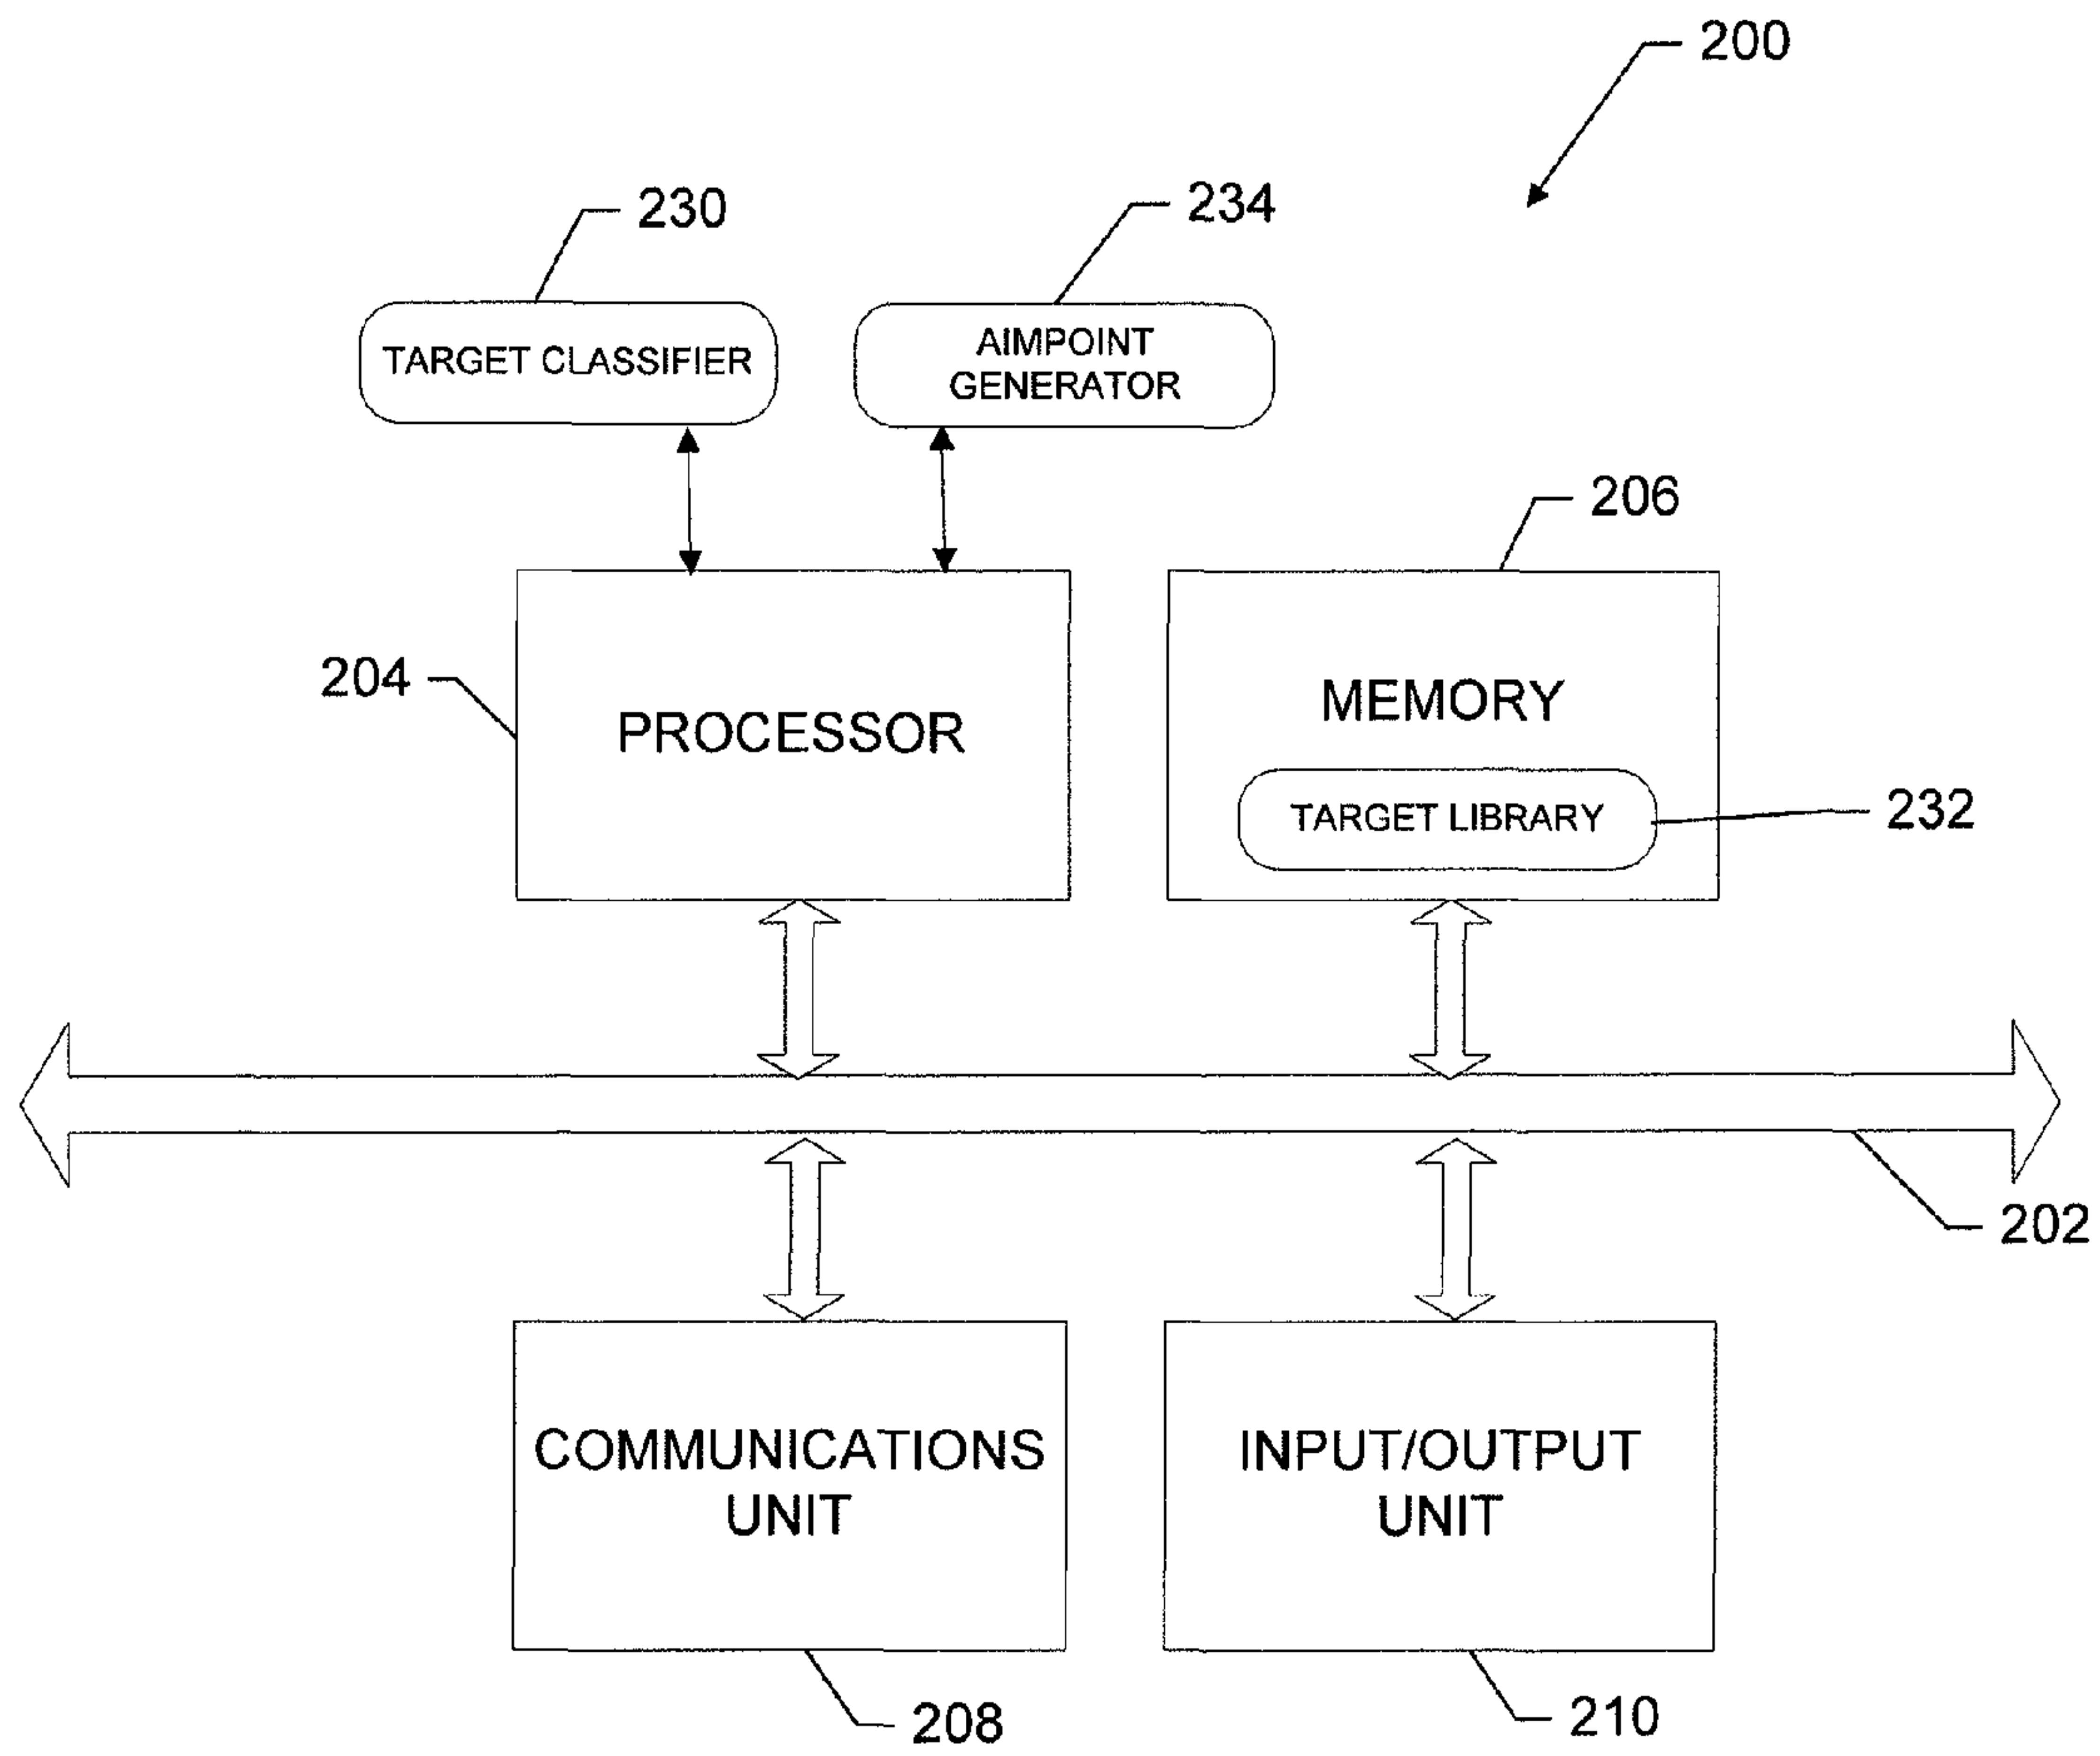 200
230
234
TARGET CLASSIFIER
AIMPOINT
GENERATOR
206
204
PROCESSOR
MEMORY
TARGET LIBRARY
232
202
COMMUNICATIONS
UNIT
INPUT/OUTPUT
UNIT
208
210